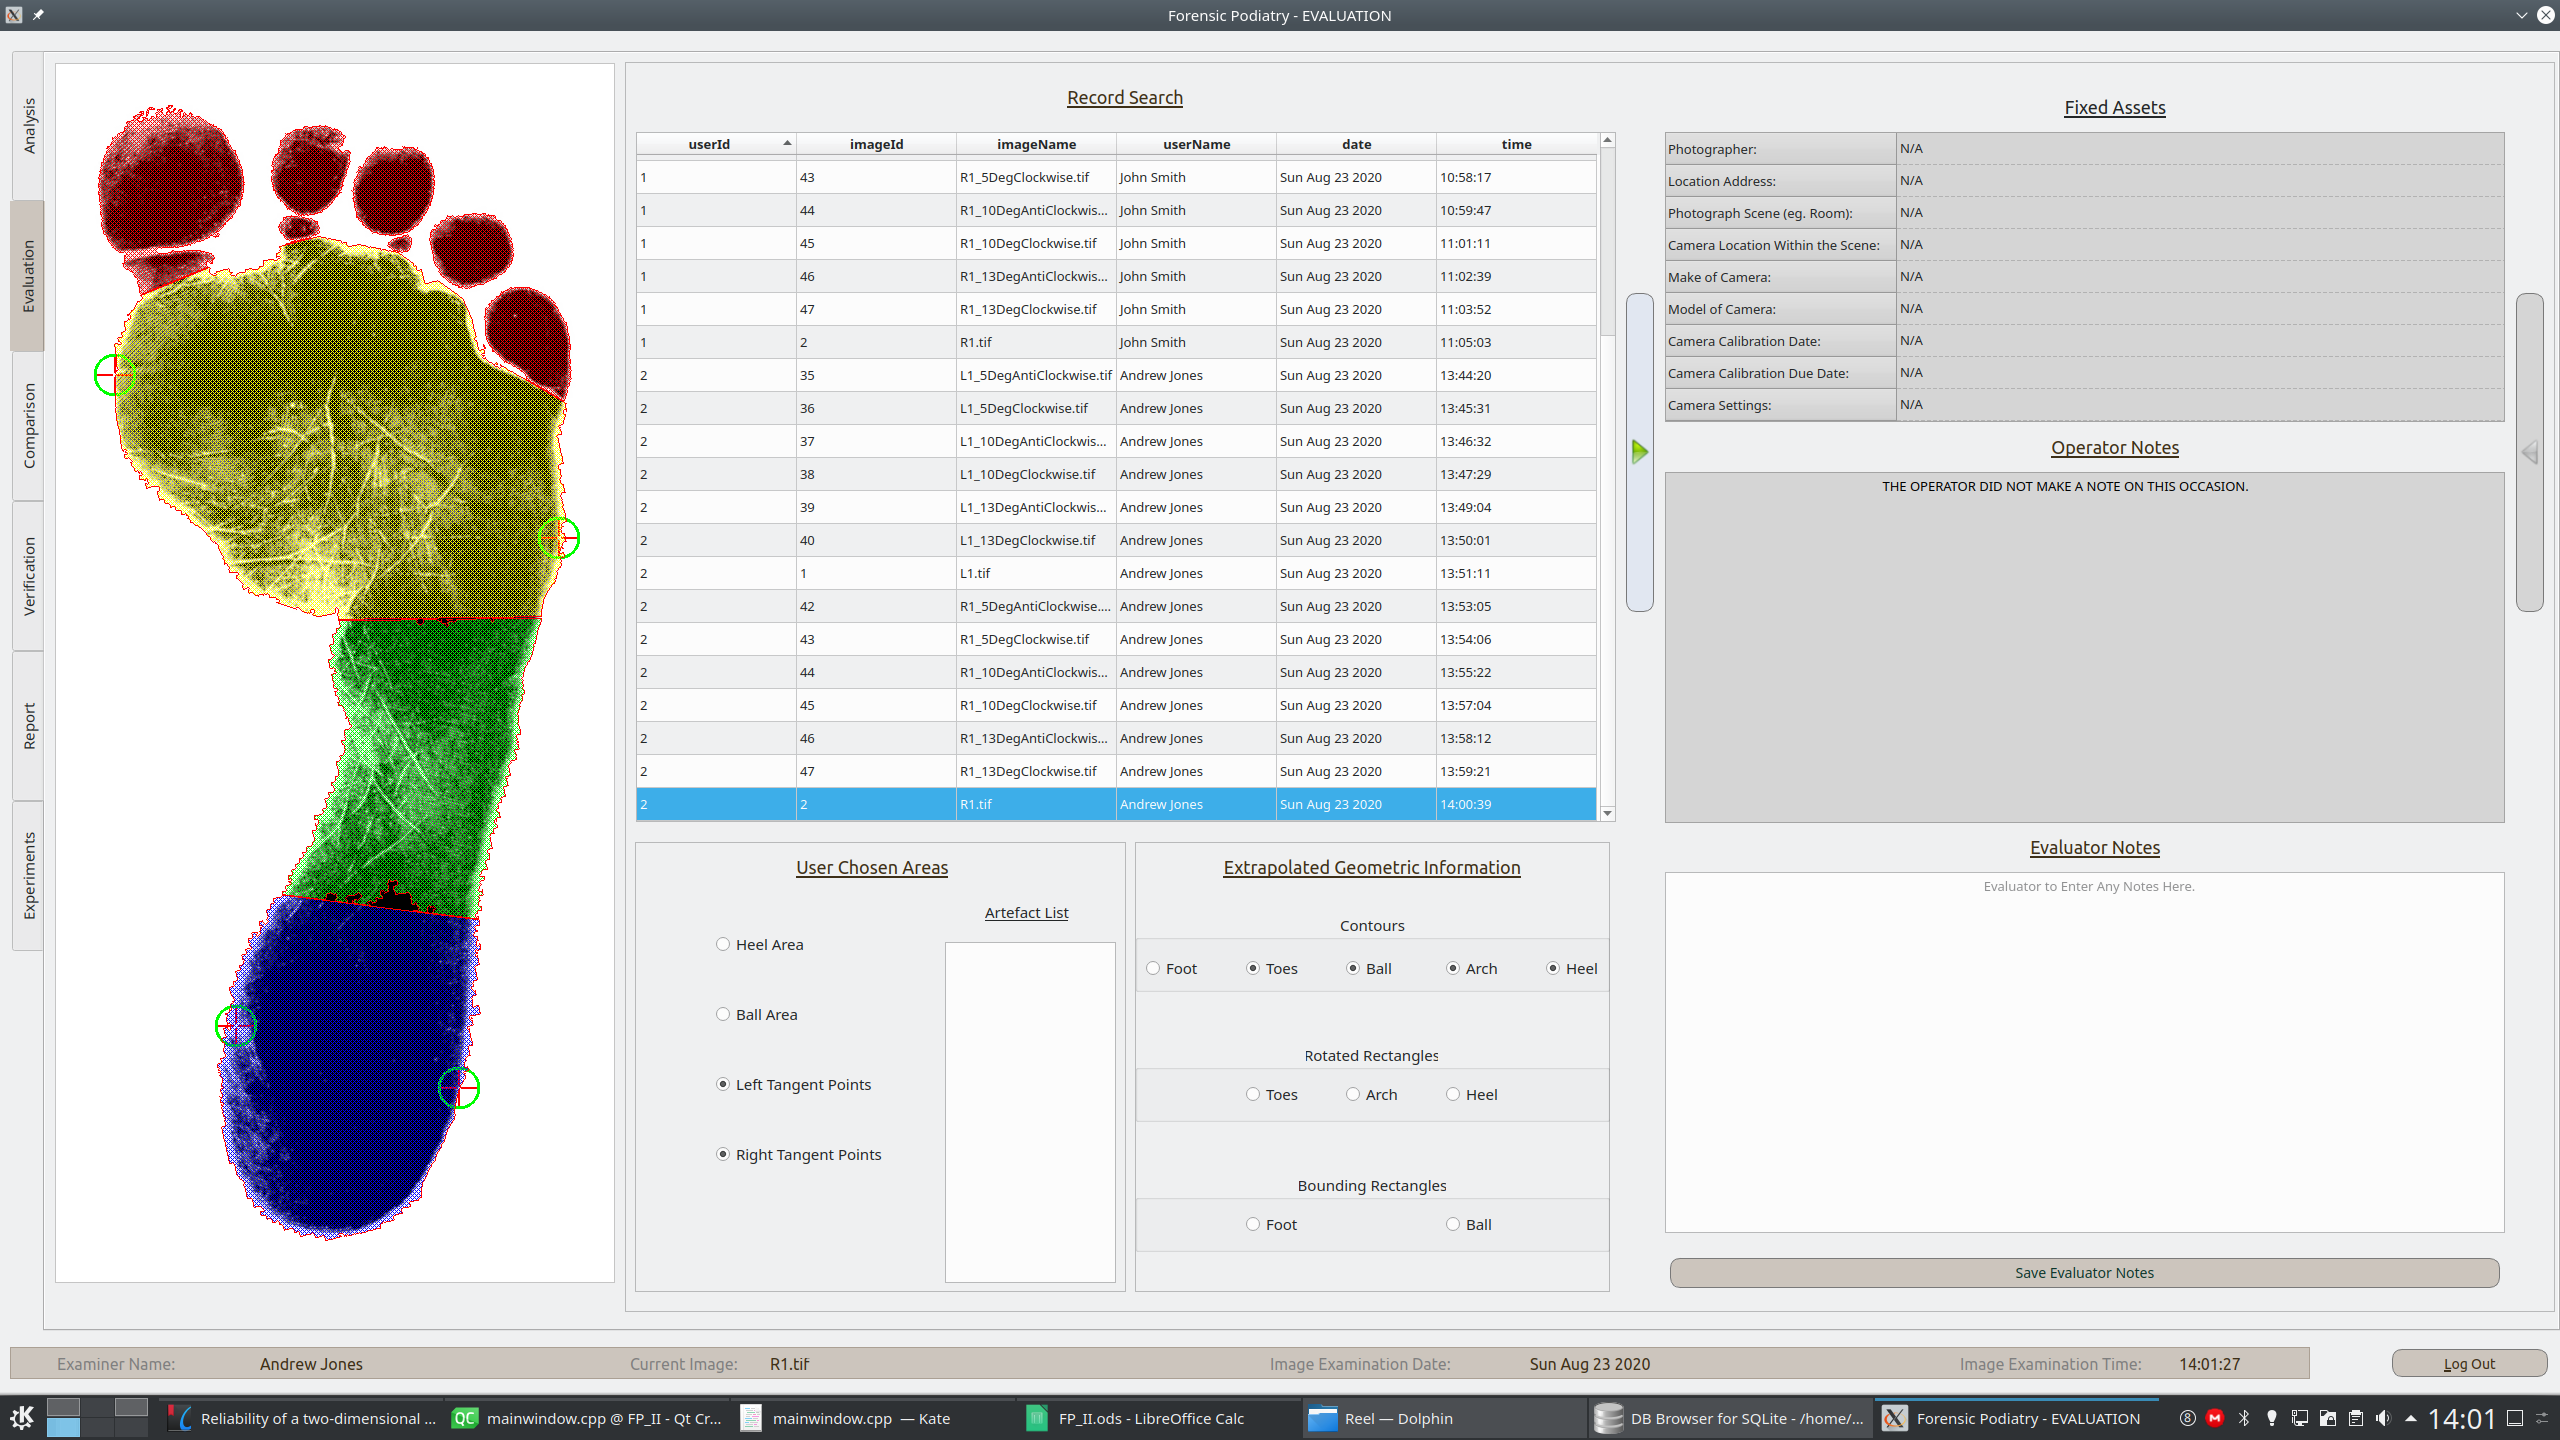 Forensic Podiatry - EVALUATION
Analysis
Evaluation
Comparison
Verification
Report
Experiments
Record Search
userId imageId imageName userName date time
1 43 R1_5DegClockwise.tif John Smith Sun Aug 23 2020 10:58:17
1 44 R1_10DegAntiClockwis... John Smith Sun Aug 23 2020 10:59:47
1 45 R1_10DegClockwise.tif John Smith Sun Aug 23 2020 11:01:11
1 46 R1_13DegAntiClockwis... John Smith Sun Aug 23 2020 11:02:39
1 47 R1_13DegClockwise.tif John Smith Sun Aug 23 2020 11:03:52
1 2 R1.tif John Smith Sun Aug 23 2020 11:05:03
2 35 L1_5DegAntiClockwise.tif Andrew Jones Sun Aug 23 2020 13:44:20
2 36 L1_5DegClockwise.tif Andrew Jones Sun Aug 23 2020 13:45:31
2 37 L1_10DegAntiClockwis... Andrew Jones Sun Aug 23 2020 13:46:32
2 38 L1_10DegClockwise.tif Andrew Jones Sun Aug 23 2020 13:47:29
2 39 L1_13DegAntiClockwis... Andrew Jones Sun Aug 23 2020 13:49:04
2 40 L1_13DegClockwise.tif Andrew Jones Sun Aug 23 2020 13:50:01
2 1 L1.tif Andrew Jones Sun Aug 23 2020 13:51:11
2 42 R1_5DegAntiClockwise.... Andrew Jones Sun Aug 23 2020 13:53:05
2 43 R1_5DegClockwise.tif Andrew Jones Sun Aug 23 2020 13:54:06
2 44 R1_10DegAntiClockwis... Andrew Jones Sun Aug 23 2020 13:55:22
2 45 R1_10DegClockwise.tif Andrew Jones Sun Aug 23 2020 13:57:04
2 46 R1_13DegAntiClockwis... Andrew Jones Sun Aug 23 2020 13:58:12
2 47 R1_13DegClockwise.tif Andrew Jones Sun Aug 23 2020 13:59:21
2 2 R1.tif Andrew Jones Sun Aug 23 2020 14:00:39
User Chosen Areas
Artefact List
Heel Area
Ball Area
Left Tangent Points
Right Tangent Points
Extrapolated Geometric Information
Contours
Foot Toes Ball Arch Heel
Rotated Rectangles
Toes Arch Heel
Bounding Rectangles
Foot Ball
Fixed Assets
Photographer: N/A
Location Address: N/A
Photograph Scene (eg. Room): N/A
Camera Location Within the Scene: N/A
Make of Camera: N/A
Model of Camera: N/A
Camera Calibration Date: N/A
Camera Calibration Due Date: N/A
Camera Settings: N/A
Operator Notes
THE OPERATOR DID NOT MAKE A NOTE ON THIS OCCASION.
Evaluator Notes
Evaluator to Enter Any Notes Here.
Save Evaluator Notes
Examiner Name: Andrew Jones Current Image: R1.tif Image Examination Date: Sun Aug 23 2020 Image Examination Time: 14:01:27 Log Out
Reliability of a two-dimensional ... QC mainwindow.cpp @ FP_II - Qt Cr... mainwindow.cpp — Kate FP_II.ods - LibreOffice Calc Reel — Dolphin DB Browser for SQLite - /home/... Forensic Podiatry - EVALUATION 8 M 14:01